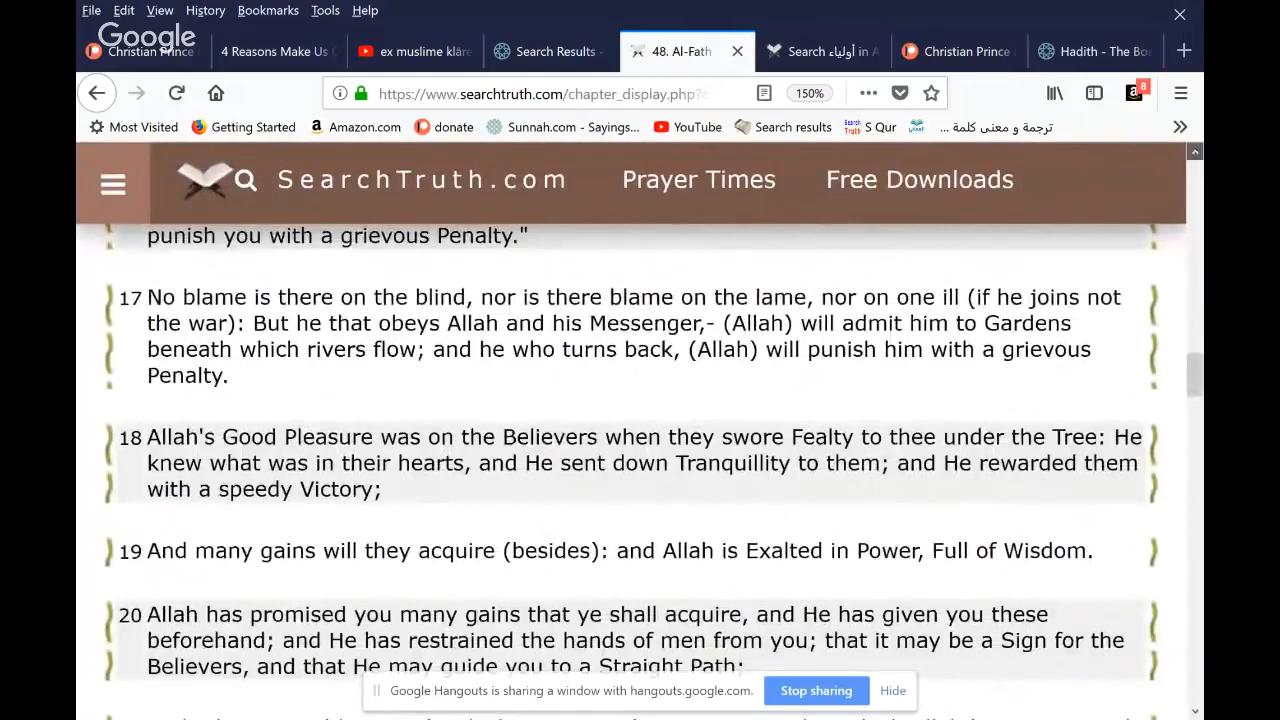 File Edit View History Bookmarks Tools Help
Google
Christian Prince
4 Reasons Make Us
ex muslime kläre
Search Results -
48. Al-Fath
Search أولياء in A
Christian Prince
Hadith - The Bo
https://www.searchtruth.com/chapter_display.php?
150%
8
Most Visited Getting Started Amazon.com donate Sunnah.com - Sayings... YouTube Search results S Qur ترجمة و معنى كلمة ...
SearchTruth.com Prayer Times Free Downloads
punish you with a grievous Penalty."
17 No blame is there on the blind, nor is there blame on the lame, nor on one ill (if he joins not
the war): But he that obeys Allah and his Messenger,- (Allah) will admit him to Gardens
beneath which rivers flow; and he who turns back, (Allah) will punish him with a grievous
Penalty.
18 Allah's Good Pleasure was on the Believers when they swore Fealty to thee under the Tree: He
knew what was in their hearts, and He sent down Tranquillity to them; and He rewarded them
with a speedy Victory;
19 And many gains will they acquire (besides): and Allah is Exalted in Power, Full of Wisdom.
20 Allah has promised you many gains that ye shall acquire, and He has given you these
beforehand; and He has restrained the hands of men from you; that it may be a Sign for the
Believers, and that He may guide you to a Straight Path;
Google Hangouts is sharing a window with hangouts.google.com. Stop sharing Hide